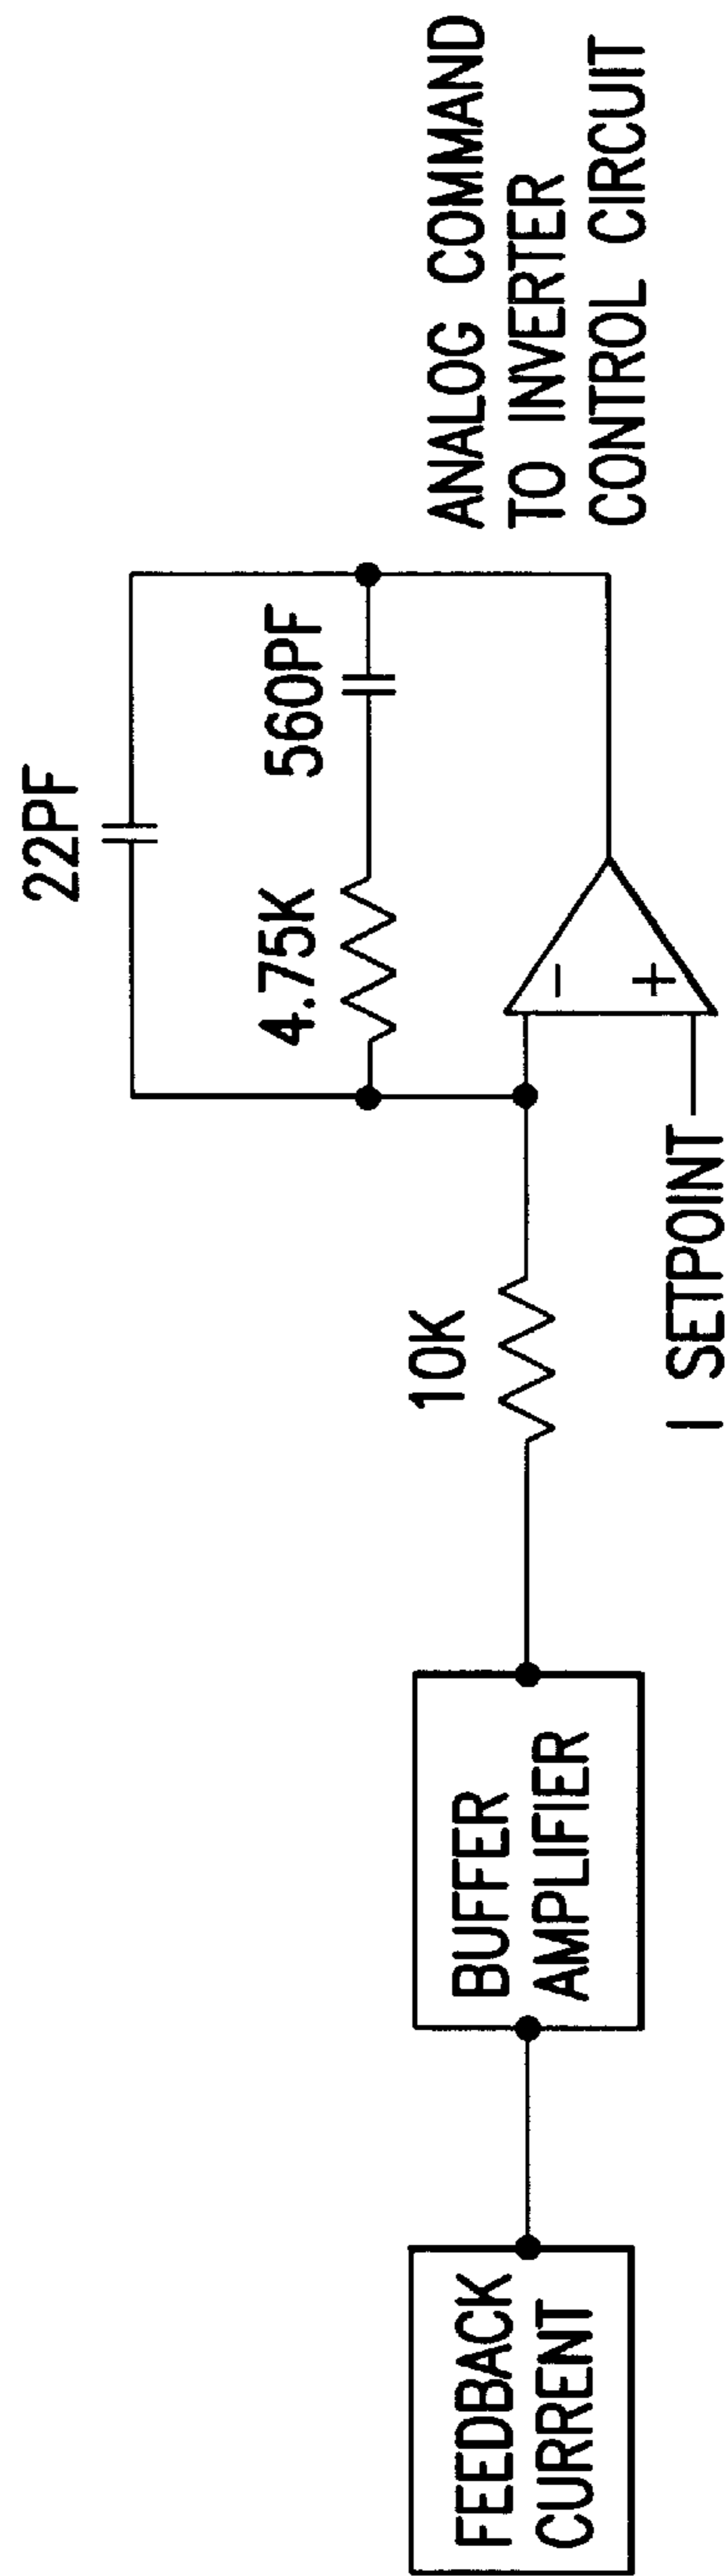 FEEDBACK
CURRENT
BUFFER
AMPLIFIER
10K
I SETPOINT
22PF
4.75K
560PF
−
+
ANALOG COMMAND
TO INVERTER
CONTROL CIRCUIT